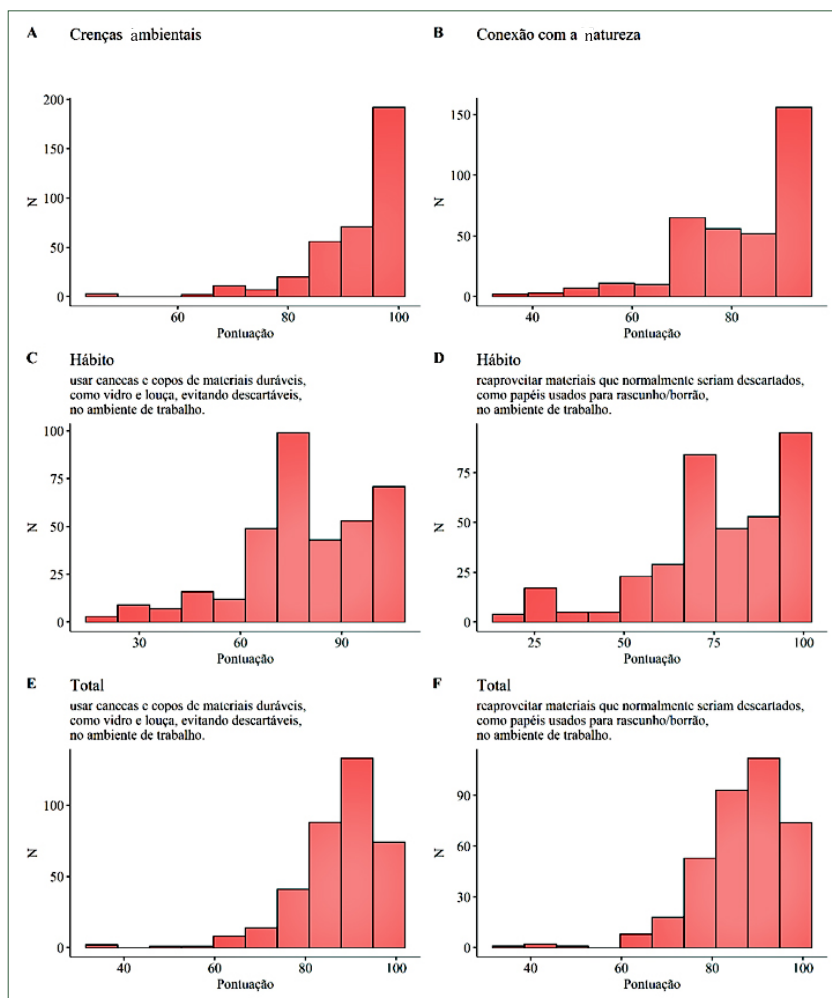 A Crenças ambientais
200
150
100
50
0
N
60 80 100
Pontuação
B Conexão com a natureza
150
100
50
0
N
40 60 80
Pontuação
C Hábito
usar canecas e copos de materiais duráveis,
como vidro e louça, evitando descartáveis,
no ambiente de trabalho.
100
75
50
25
0
N
30 60 90
Pontuação
D Hábito
reaproveitar materiais que normalmente seriam descartados,
como papéis usados para rascunho/borrão,
no ambiente de trabalho.
75
50
25
0
N
25 50 75 100
Pontuação
E Total
usar canecas e copos de materiais duráveis,
como vidro e louça, evitando descartáveis,
no ambiente de trabalho.
100
50
0
N
40 60 80 100
Pontuação
F Total
reaproveitar materiais que normalmente seriam descartados,
como papéis usados para rascunho/borrão,
no ambiente de trabalho.
90
60
30
0
N
40 60 80 100
Pontuação